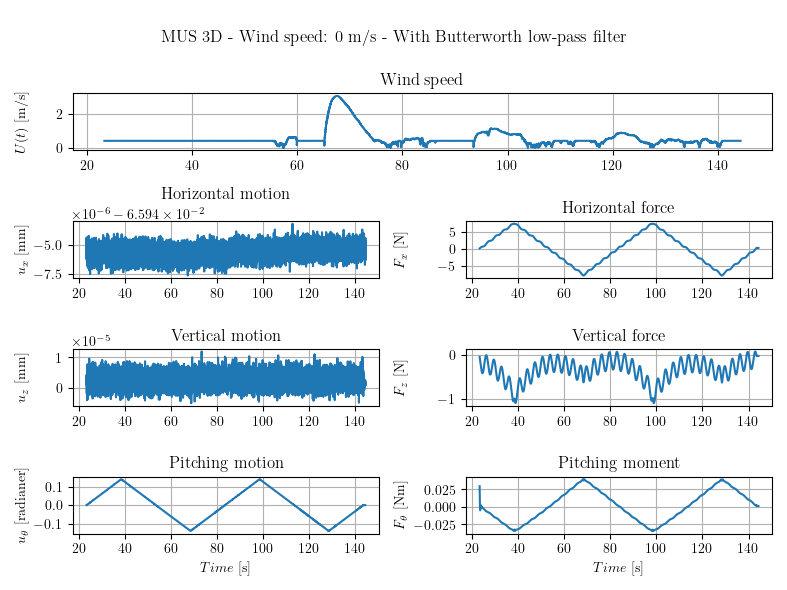 MUS 3D - Wind speed: 0 m/s - With Butterworth low-pass filter
Wind speed
U(t) [m/s]
2
0
20 40 60 80 100 120 140
Horizontal motion
×10⁻⁶ − 6.594 × 10⁻²
u_x [mm]
−5.0
−7.5
20 40 60 80 100 120 140
Horizontal force
F_x [N]
5
0
−5
20 40 60 80 100 120 140
Vertical motion
×10⁻⁵
u_z [mm]
1
0
20 40 60 80 100 120 140
Vertical force
F_z [N]
0
−1
20 40 60 80 100 120 140
Pitching motion
u_θ [radianer]
0.1
0.0
−0.1
20 40 60 80 100 120 140
Time [s]
Pitching moment
F_θ [Nm]
0.025
0.000
−0.025
20 40 60 80 100 120 140
Time [s]